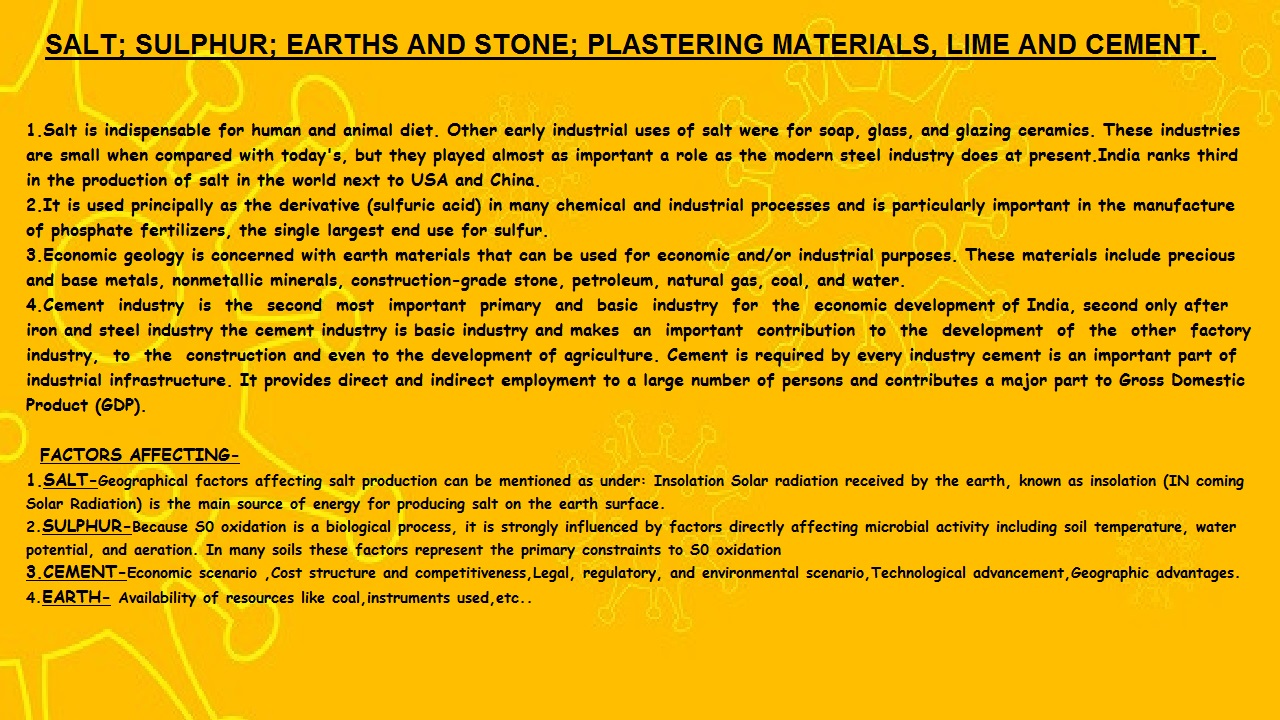 SALT; SULPHUR; EARTHS AND STONE; PLASTERING MATERIALS, LIME AND CEMENT.
1.Salt is indispensable for human and animal diet. Other early industrial uses of salt were for soap, glass, and glazing ceramics. These industries
are small when compared with today's, but they played almost as important a role as the modern steel industry does at present.India ranks third
in the production of salt in the world next to USA and China.
2.It is used principally as the derivative (sulfuric acid) in many chemical and industrial processes and is particularly important in the manufacture
of phosphate fertilizers, the single largest end use for sulfur.
3.Economic geology is concerned with earth materials that can be used for economic and/or industrial purposes. These materials include precious
and base metals, nonmetallic minerals, construction-grade stone, petroleum, natural gas, coal, and water.
4.Cement industry is the second most important primary and basic industry for the economic development of India, second only after
iron and steel industry the cement industry is basic industry and makes an important contribution to the development of the other factory
industry, to the construction and even to the development of agriculture. Cement is required by every industry cement is an important part of
industrial infrastructure. It provides direct and indirect employment to a large number of persons and contributes a major part to Gross Domestic
Product (GDP).
FACTORS AFFECTING-
1.SALT-Geographical factors affecting salt production can be mentioned as under: Insolation Solar radiation received by the earth, known as insolation (IN coming
Solar Radiation) is the main source of energy for producing salt on the earth surface.
2.SULPHUR-Because S0 oxidation is a biological process, it is strongly influenced by factors directly affecting microbial activity including soil temperature, water
potential, and aeration. In many soils these factors represent the primary constraints to S0 oxidation
3.CEMENT-Economic scenario ,Cost structure and competitiveness,Legal, regulatory, and environmental scenario,Technological advancement,Geographic advantages.
4.EARTH- Availability of resources like coal,instruments used,etc..